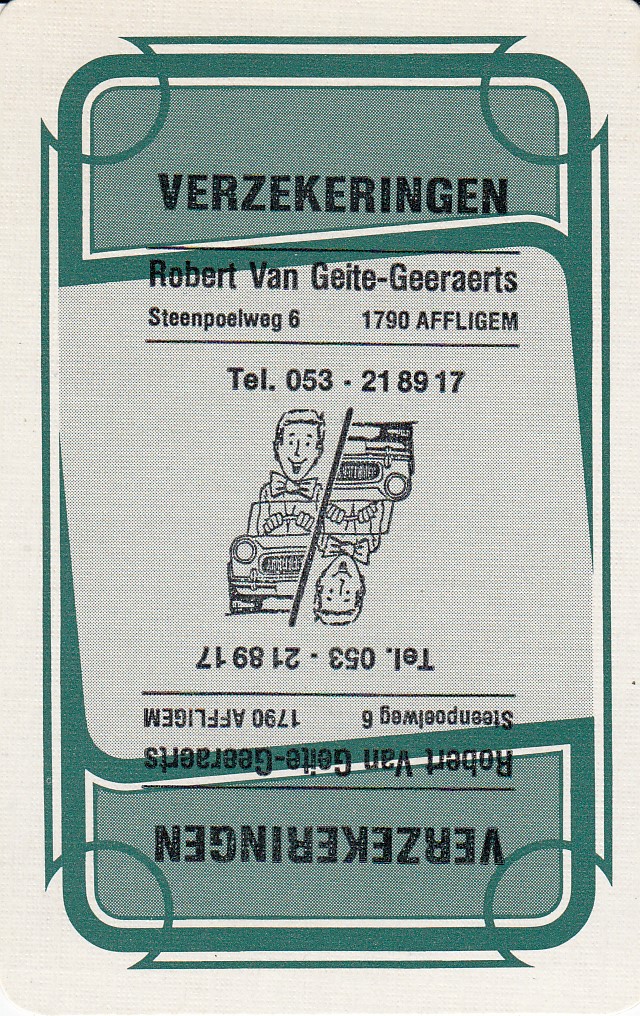 VERZEKERINGEN
Robert Van Geite-Geeraerts
Steenpoelweg 6 1790 AFFLIGEM
Tel. 053 - 21 89 17
Tel. 053 - 21 89 17
Steenpoelweg 6 1790 AFFLIGEM
Robert Van Geite-Geeraerts
VERZEKERINGEN